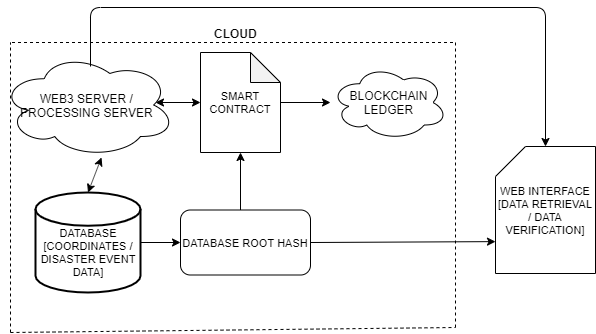 CLOUD
WEB3 SERVER /
PROCESSING SERVER
SMART
CONTRACT
BLOCKCHAIN
LEDGER
WEB INTERFACE
[DATA RETRIEVAL
/ DATA
VERIFICATION]
DATABASE
[COORDINATES /
DISASTER EVENT
DATA]
DATABASE ROOT HASH